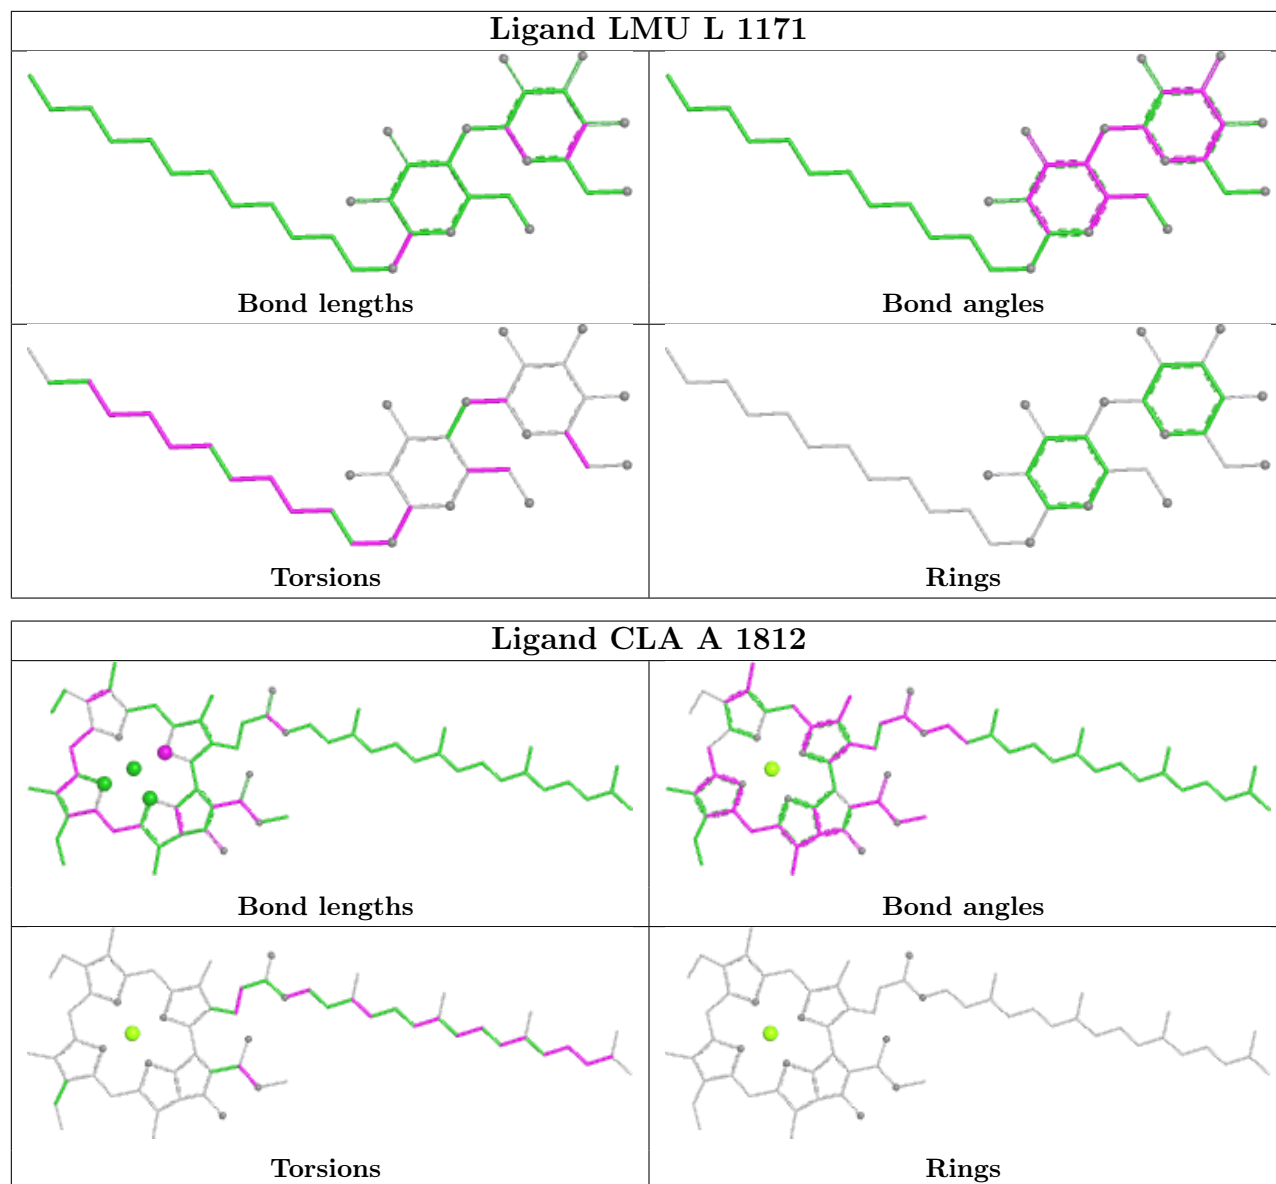 Ligand LMU L 1171
Bond lengths
Bond angles
Torsions
Rings
Ligand CLA A 1812
Bond lengths
Bond angles
Torsions
Rings